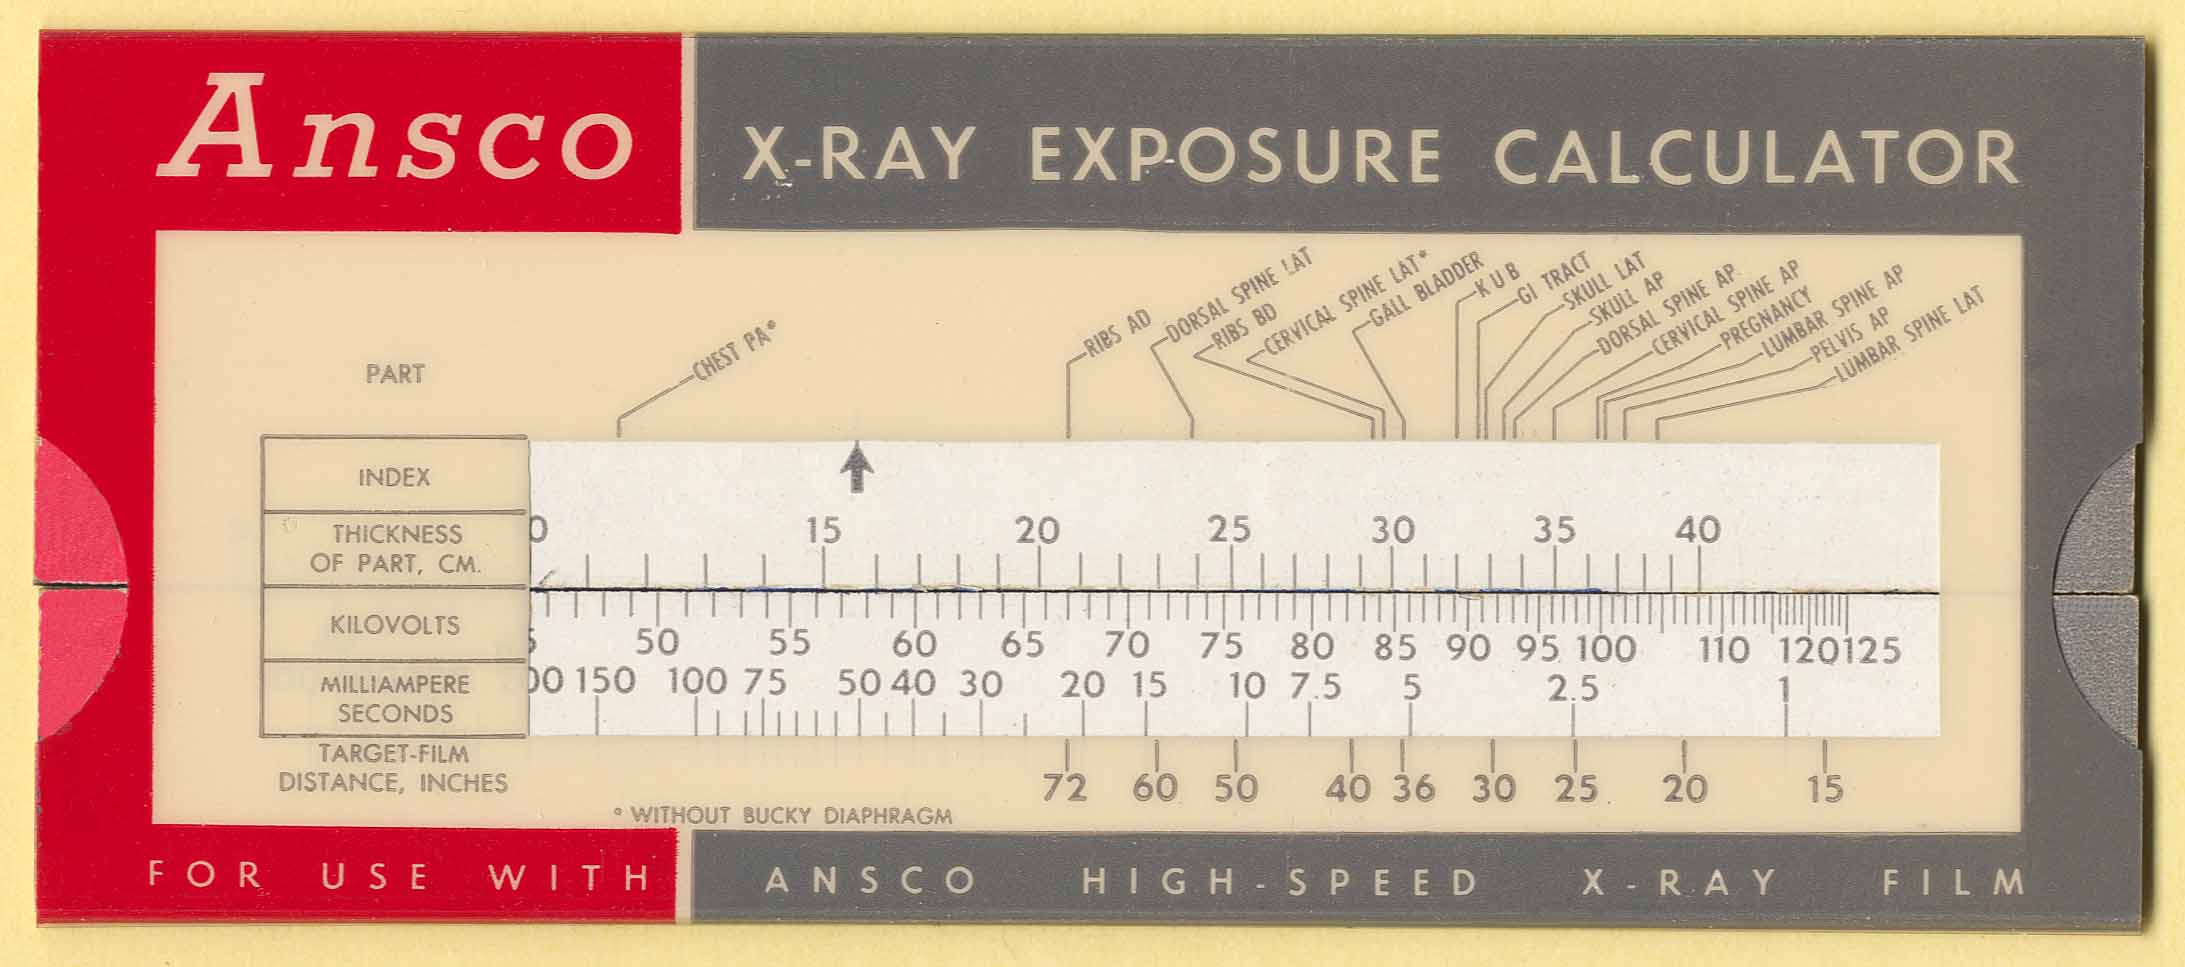 Ansco
X-RAY EXPOSURE CALCULATOR
PART
CHEST PA°
RIBS AD
DORSAL SPINE LAT
RIBS BD
CERVICAL SPINE LAT°
GALL BLADDER
K U B
GI TRACT
SKULL LAT
SKULL AP
DORSAL SPINE AP
CERVICAL SPINE AP
PREGNANCY
LUMBAR SPINE AP
PELVIS AP
LUMBAR SPINE LAT
INDEX
THICKNESS
OF PART, CM.
0 15 20 25 30 35 40
KILOVOLTS
50 55 60 65 70 75 80 85 90 95 100 110 120 125
MILLIAMPERE
SECONDS
00 150 100 75 50 40 30 20 15 10 7.5 5 2.5 1
TARGET-FILM
DISTANCE, INCHES
72 60 50 40 36 30 25 20 15
° WITHOUT BUCKY DIAPHRAGM
FOR USE WITH ANSCO HIGH-SPEED X-RAY FILM